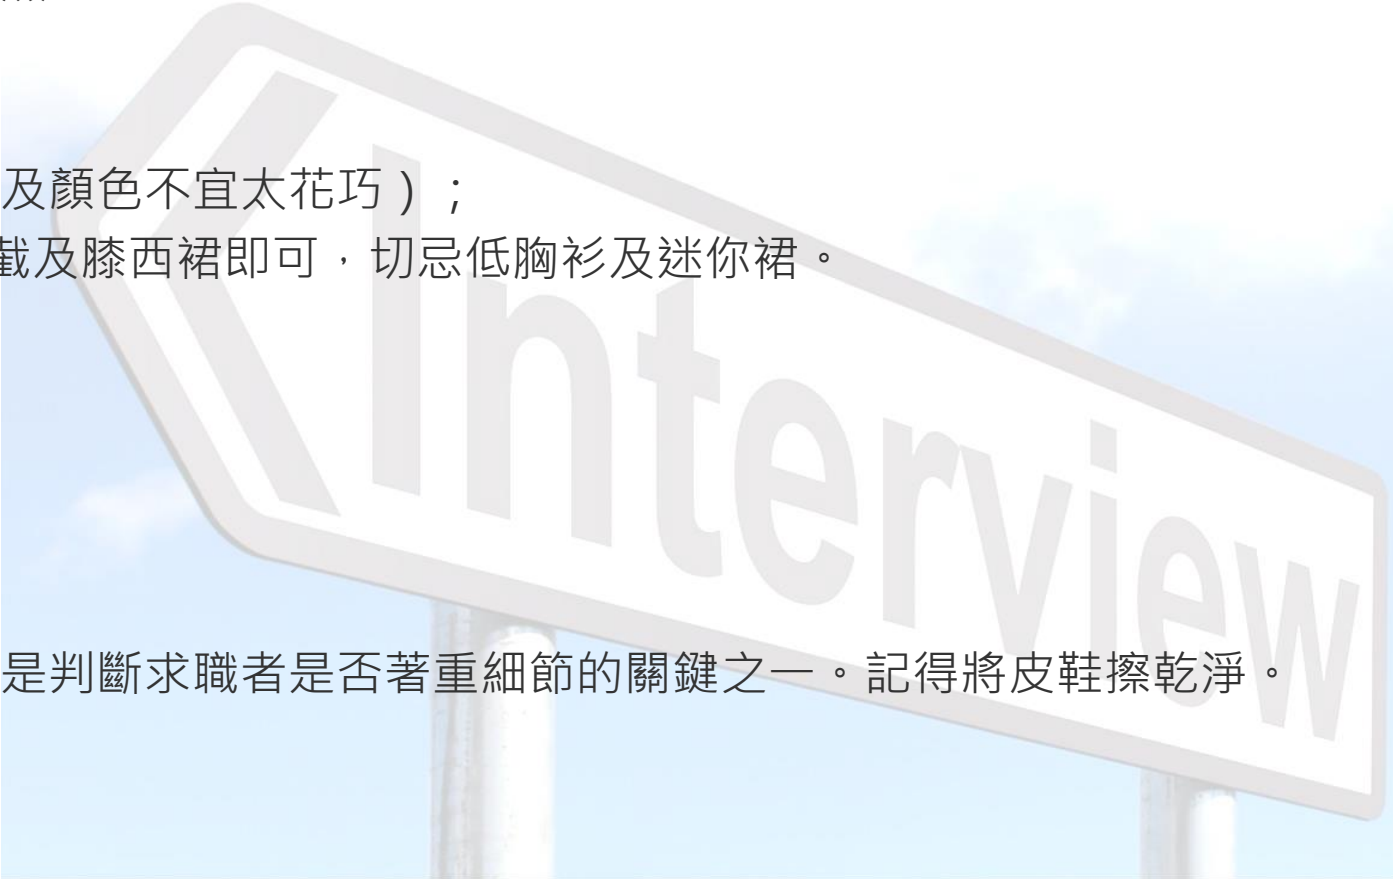 及顏色不宜太花巧）；
及膝西裙即可，切忌低胸衫及迷你裙。
Interview
是判斷求職者是否著重細節的關鍵之一。記得將皮鞋擦乾淨。